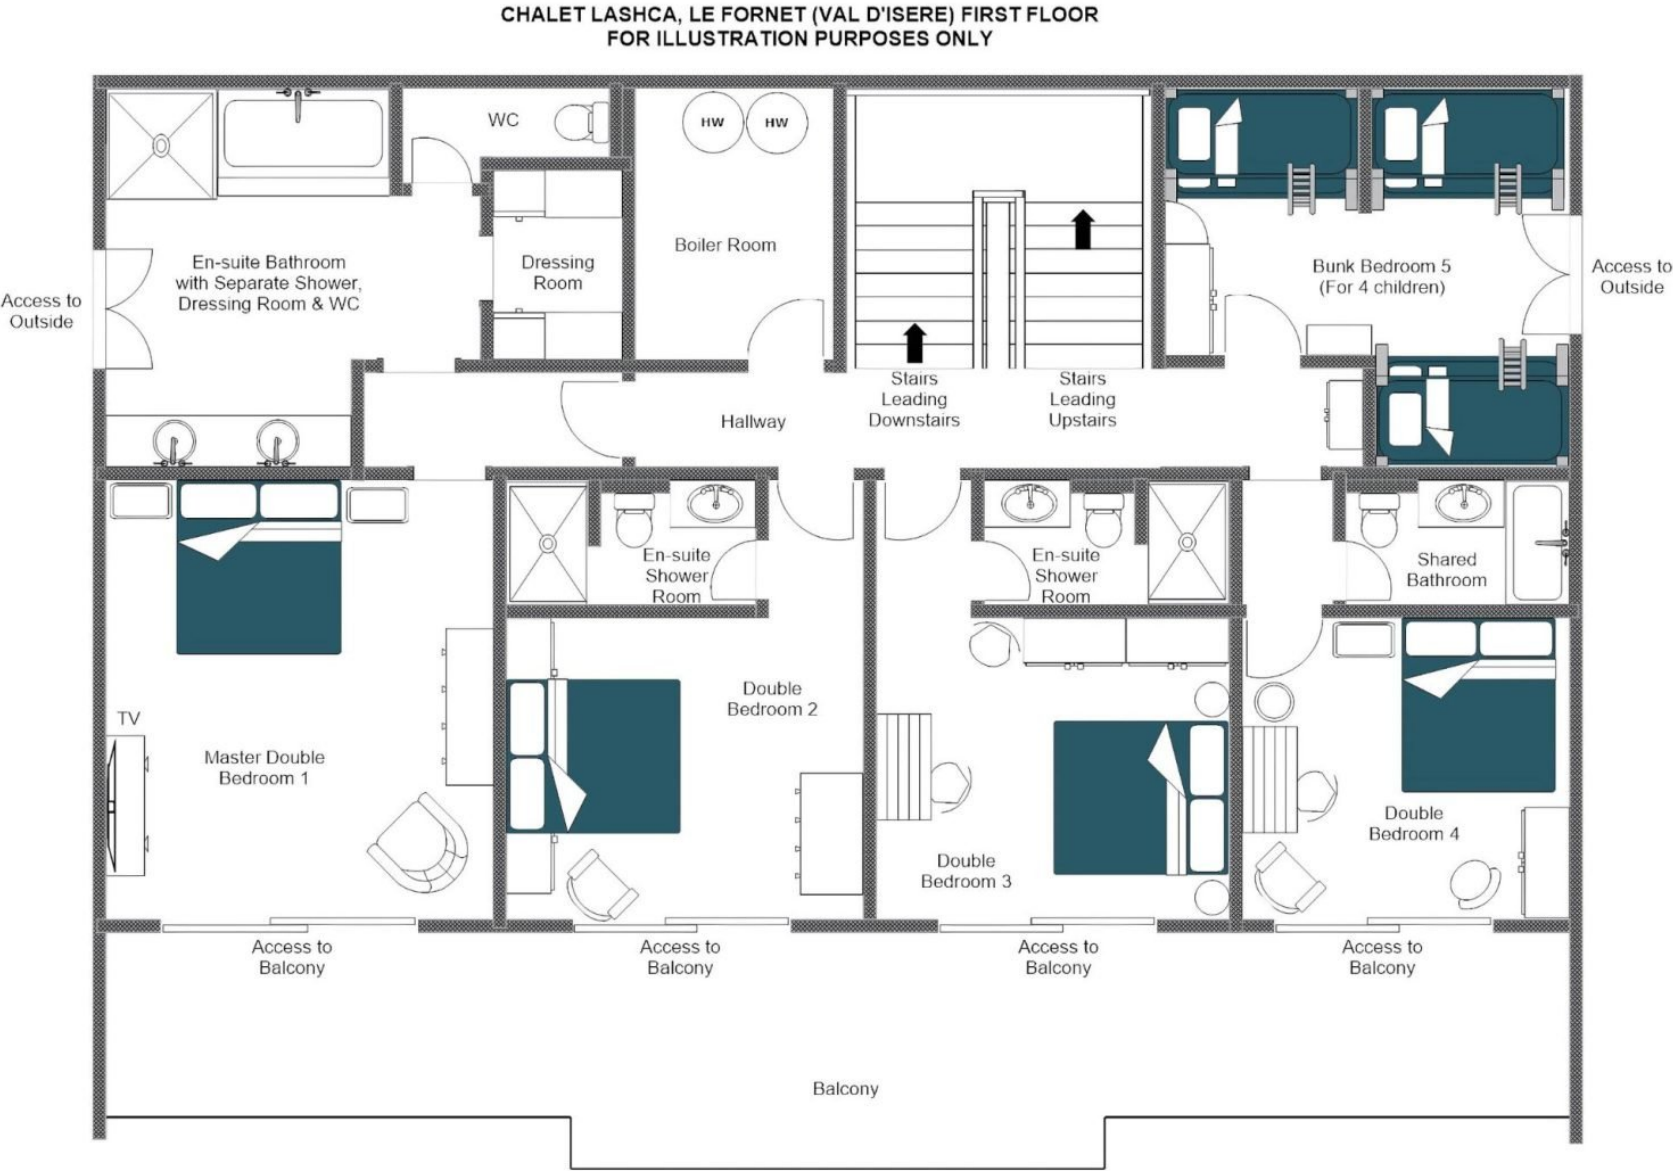 CHALET LASHCA, LE FORNET (VAL D'ISERE) FIRST FLOOR
FOR ILLUSTRATION PURPOSES ONLY
WC
HW
HW
Boiler Room
En-suite Bathroom
with Separate Shower,
Dressing Room & WC
Dressing
Room
Access to
Outside
Bunk Bedroom 5
(For 4 children)
Access to
Outside
Stairs
Leading
Downstairs
Stairs
Leading
Upstairs
Hallway
En-suite
Shower
Room
En-suite
Shower
Room
Shared
Bathroom
TV
Master Double
Bedroom 1
Double
Bedroom 2
Double
Bedroom 3
Double
Bedroom 4
Access to
Balcony
Access to
Balcony
Access to
Balcony
Access to
Balcony
Balcony